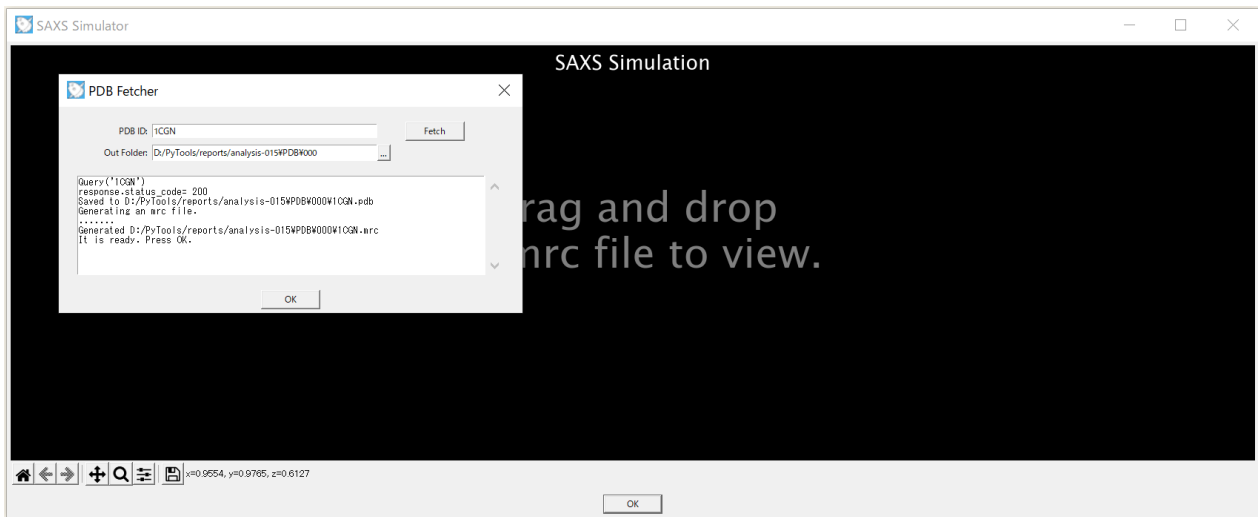 SAXS Simulator
SAXS Simulation
PDB Fetcher
PDB ID: 1CGN
Fetch
Out Folder: D:/PyTools/reports/analysis-015¥PDB¥000
...
Query('1CGN')
response.status_code= 200
Saved to D:/PyTools/reports/analysis-015¥PDB¥000¥1CGN.pdb
Generating an mrc file.
.......
Generated D:/PyTools/reports/analysis-015¥PDB¥000¥1CGN.mrc
It is ready. Press OK.
OK
rag and drop
mrc file to view.
x=0.9554, y=0.9765, z=0.6127
OK